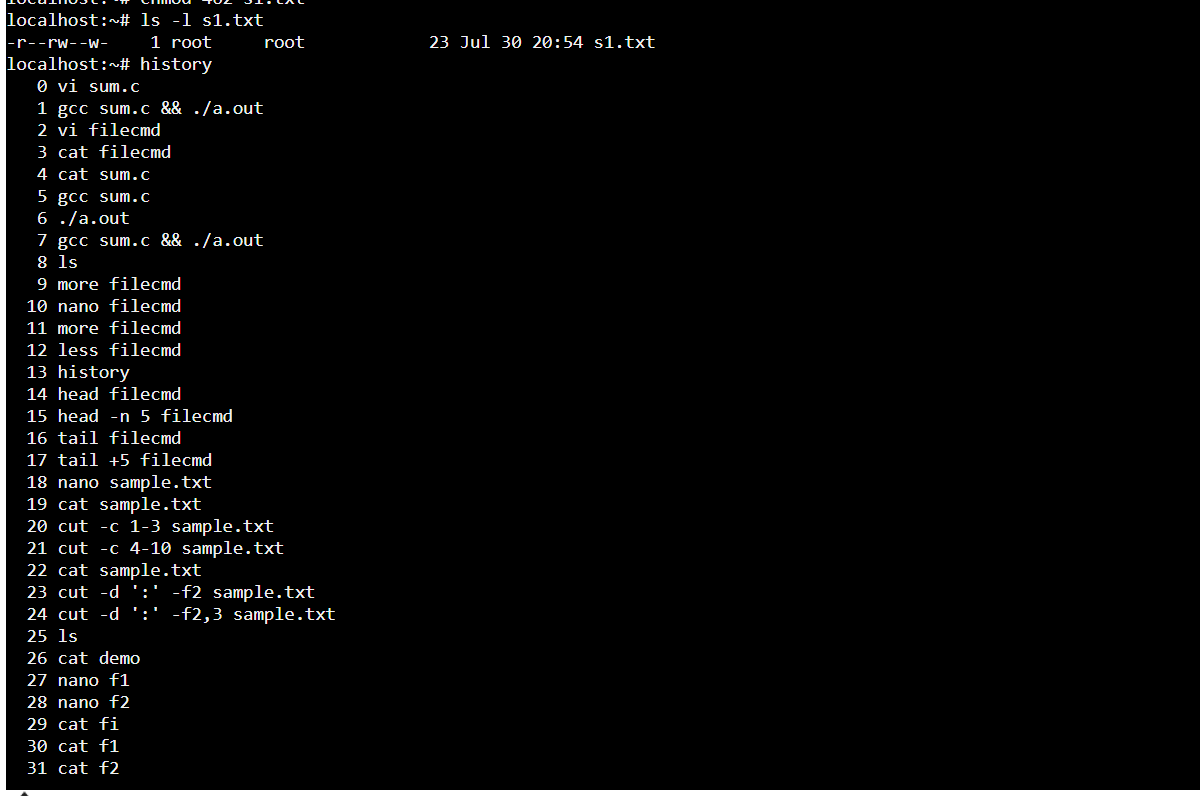 localhost:~# chmod 462 s1.txt
localhost:~# ls -l s1.txt
-r--rw--w-    1 root     root            23 Jul 30 20:54 s1.txt
localhost:~# history
   0 vi sum.c
   1 gcc sum.c && ./a.out
   2 vi filecmd
   3 cat filecmd
   4 cat sum.c
   5 gcc sum.c
   6 ./a.out
   7 gcc sum.c && ./a.out
   8 ls
   9 more filecmd
  10 nano filecmd
  11 more filecmd
  12 less filecmd
  13 history
  14 head filecmd
  15 head -n 5 filecmd
  16 tail filecmd
  17 tail +5 filecmd
  18 nano sample.txt
  19 cat sample.txt
  20 cut -c 1-3 sample.txt
  21 cut -c 4-10 sample.txt
  22 cat sample.txt
  23 cut -d ':' -f2 sample.txt
  24 cut -d ':' -f2,3 sample.txt
  25 ls
  26 cat demo
  27 nano f1
  28 nano f2
  29 cat fi
  30 cat f1
  31 cat f2